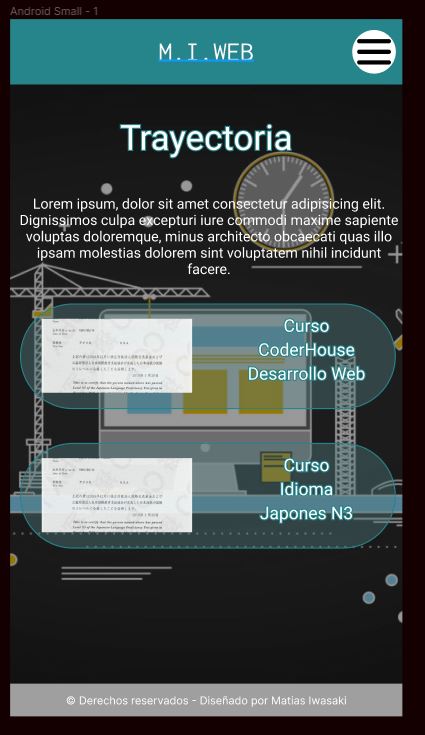 Android Small - 1
M.I.WEB
Trayectoria
Lorem ipsum, dolor sit amet consectetur adipisicing elit.
Dignissimos culpa excepturi iure commodi maxime sapiente
voluptas doloremque, minus architecto obcaecati quas illo
ipsam molestias dolorem sint voluptatem nihil incidunt
facere.
Curso
CoderHouse
Desarrollo Web
Curso
Idioma
Japones N3
© Derechos reservados - Diseñado por Matias Iwasaki